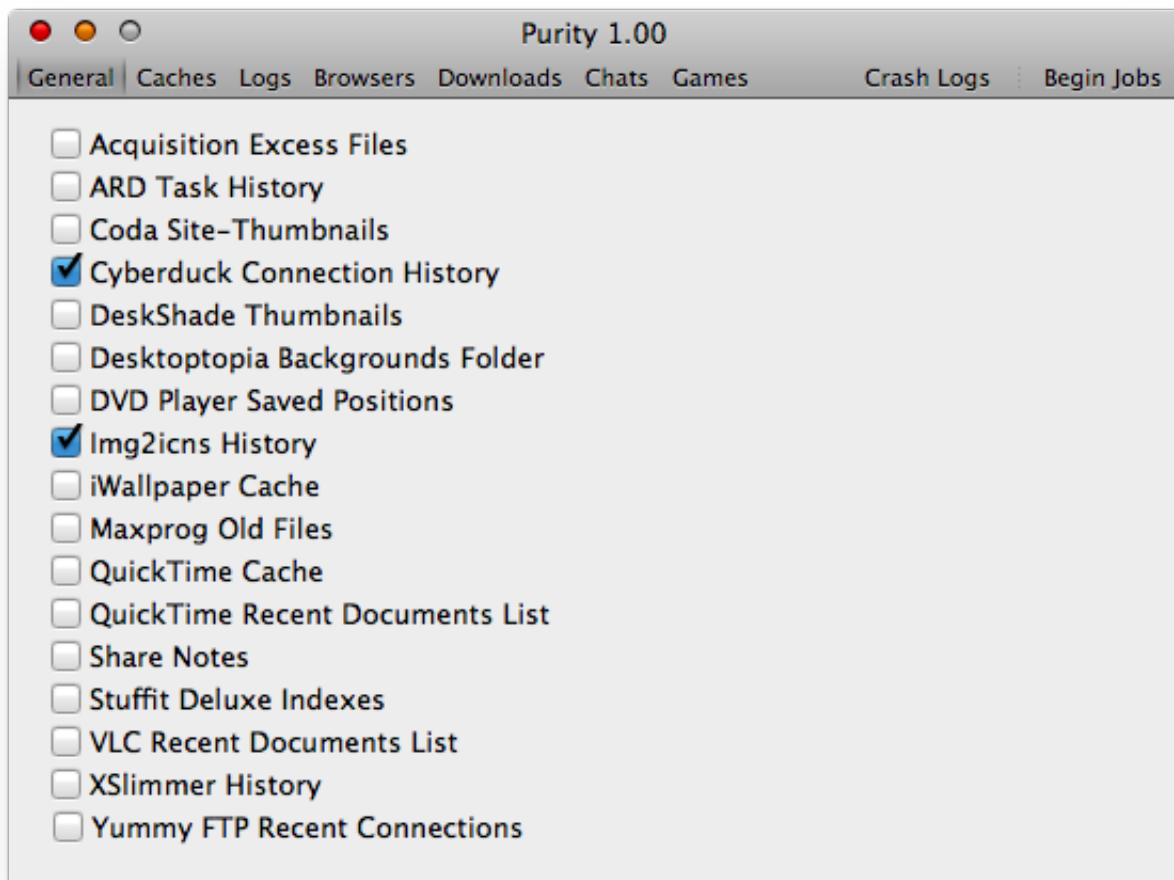 Purity 1.00
General Caches Logs Browsers Downloads Chats Games Crash Logs Begin Jobs
Acquisition Excess Files
ARD Task History
Coda Site-Thumbnails
Cyberduck Connection History
DeskShade Thumbnails
Desktoptopia Backgrounds Folder
DVD Player Saved Positions
Img2icns History
iWallpaper Cache
Maxprog Old Files
QuickTime Cache
QuickTime Recent Documents List
Share Notes
Stuffit Deluxe Indexes
VLC Recent Documents List
XSlimmer History
Yummy FTP Recent Connections